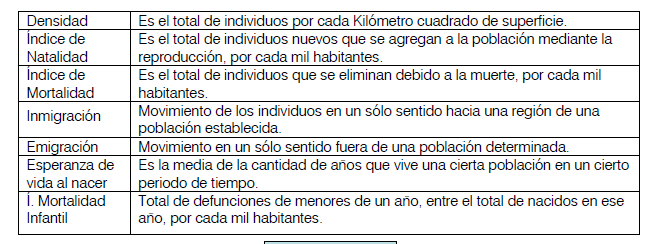 Densidad Es el total de individuos por cada Kilómetro cuadrado de superficie.
Índice de Es el total de individuos nuevos que se agregan a la población mediante la
Natalidad reproducción, por cada mil habitantes.
Índice de Es el total de individuos que se eliminan debido a la muerte, por cada mil
Mortalidad habitantes.
Inmigración Movimiento de los individuos en un sólo sentido hacia una región de una
población establecida.
Emigración Movimiento en un sólo sentido fuera de una población determinada.
Esperanza de Es la media de la cantidad de años que vive una cierta población en un cierto
vida al nacer periodo de tiempo.
Í. Mortalidad Total de defunciones de menores de un año, entre el total de nacidos en ese
Infantil año, por cada mil habitantes.